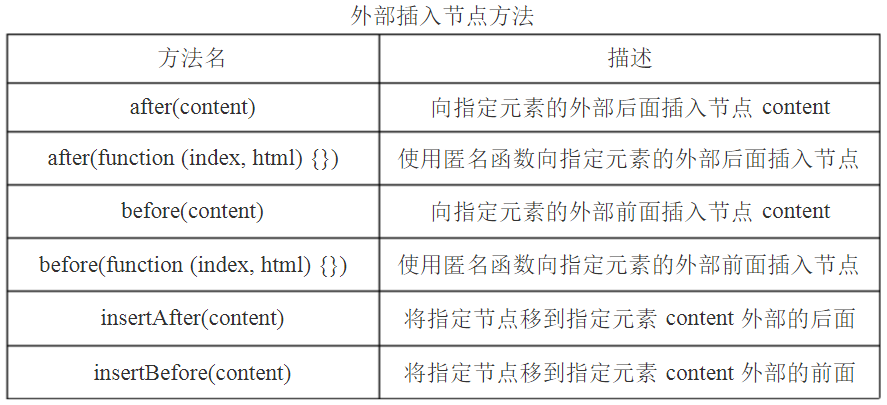 外部插入节点方法
方法名 描述
after(content) 向指定元素的外部后面插入节点 content
after(function (index, html) {}) 使用匿名函数向指定元素的外部后面插入节点
before(content) 向指定元素的外部前面插入节点 content
before(function (index, html) {}) 使用匿名函数向指定元素的外部前面插入节点
insertAfter(content) 将指定节点移到指定元素 content 外部的后面
insertBefore(content) 将指定节点移到指定元素 content 外部的前面